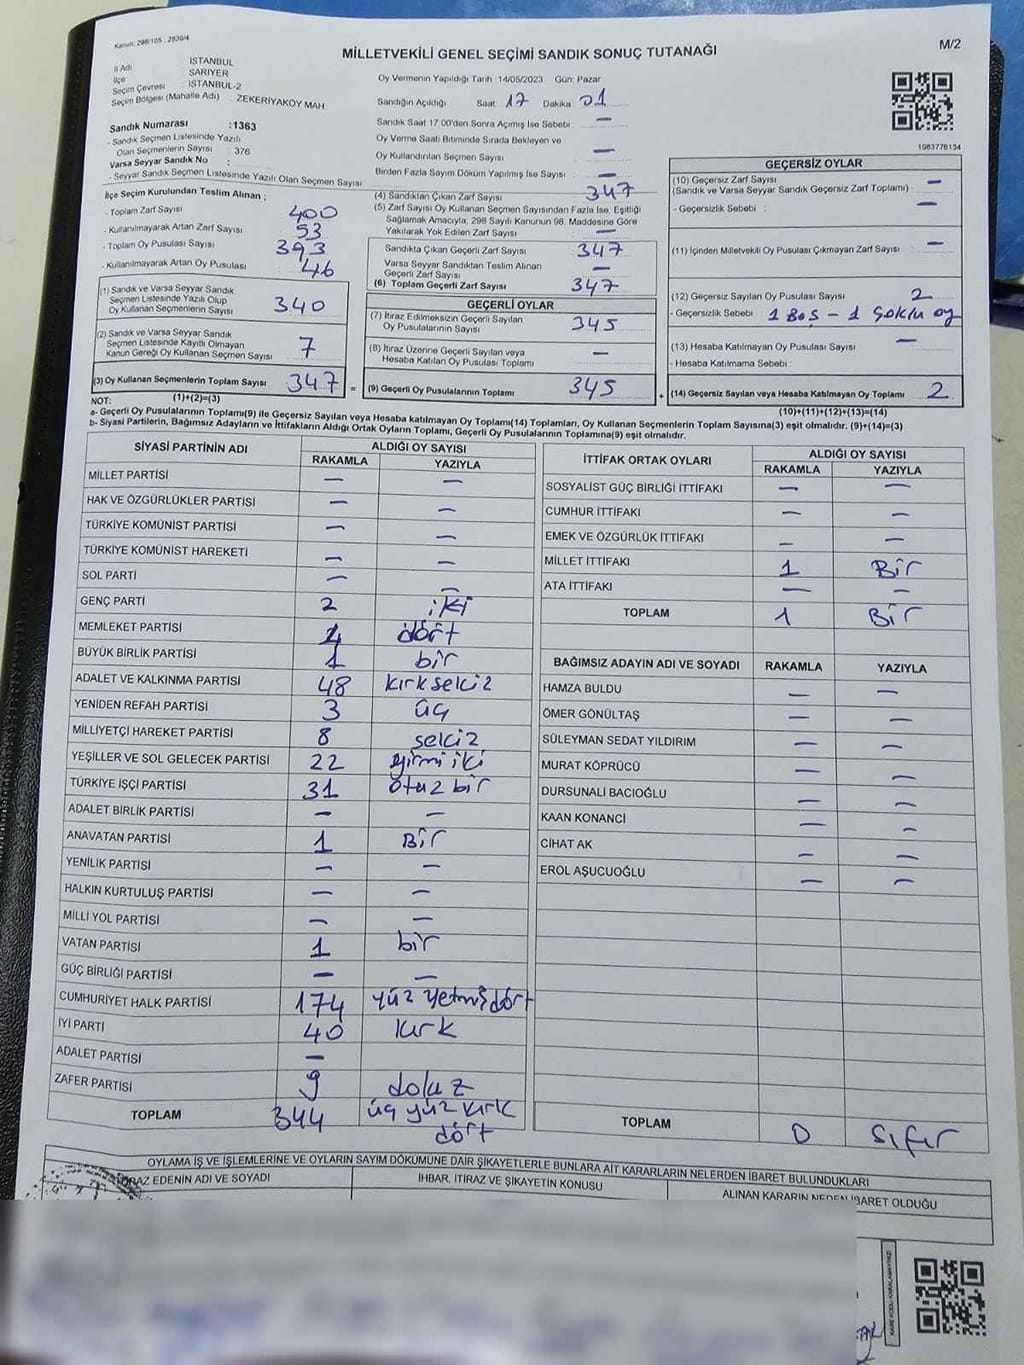 Kanun: 298/105 , 2839/4
M/2
MİLLETVEKİLİ GENEL SEÇİMİ SANDIK SONUÇ TUTANAĞI
İl Adı İSTANBUL
İlçe SARIYER
Seçim Çevresi : İSTANBUL-2
Seçim Bölgesi (Mahalle Adı) : ZEKERİYAKÖY MAH
Oy Vermenin Yapıldığı Tarih 14/05/2023 Gün: Pazar
Sandığın Açıldığı Saat 17 Dakika : 01
Sandık Saat 17.00'den Sonra Açılmış İse Sebebi : —
Oy Verme Saati Bitiminde Sırada Bekleyen ve
Oy Kullandırılan Seçmen Sayısı —
Birden Fazla Sayım Döküm Yapılmış İse Sayısı : —
1083776134
Sandık Numarası :1363
- Sandık Seçmen Listesinde Yazılı
Olan Seçmenlerin Sayısı : 376
Varsa Seyyar Sandık No :
- Seyyar Sandık Seçmen Listesinde Yazılı Olan Seçmen Sayısı
İlçe Seçim Kurulundan Teslim Alınan ;
- Toplam Zarf Sayısı 400
- Kullanılmayarak Artan Zarf Sayısı 53
- Toplam Oy Pusulası Sayısı 393
- Kullanılmayarak Artan Oy Pusulası 46
(1) Sandık ve Varsa Seyyar Sandık
Seçmen Listesinde Yazılı Olup
Oy Kullanan Seçmenlerin Sayısı 340
(2) Sandık ve Varsa Seyyar Sandık
Seçmen Listesinde Kayıtlı Olmayan
Kanun Gereği Oy Kullanan Seçmen Sayısı 7
(3) Oy Kullanan Seçmenlerin Toplam Sayısı 347 =
(1)+(2)=(3)
(4) Sandıktan Çıkan Zarf Sayısı 347
(5) Zarf Sayısı Oy Kullanan Seçmen Sayısından Fazla İse, Eşitliği
Sağlamak Amacıyla, 298 Sayılı Kanunun 98. Maddesine Göre
Yakılarak Yok Edilen Zarf Sayısı —
Sandıkta Çıkan Geçerli Zarf Sayısı 347
Varsa Seyyar Sandıktan Teslim Alınan
Geçerli Zarf Sayısı —
(6) Toplam Geçerli Zarf Sayısı 347
GEÇERLİ OYLAR
(7) İtiraz Edilmeksizin Geçerli Sayılan
Oy Pusulalarının Sayısı 345
(8) İtiraz Üzerine Geçerli Sayılan veya
Hesaba Katılan Oy Pusulası Toplamı —
(9) Geçerli Oy Pusulalarının Toplamı 345 +
GEÇERSİZ OYLAR
(10) Geçersiz Zarf Sayısı —
(Sandık ve Varsa Seyyar Sandık Geçersiz Zarf Toplamı) :
- Geçersizlik Sebebi : —
(11) İçinden Milletvekili Oy Pusulası Çıkmayan Zarf Sayısı —
(12) Geçersiz Sayılan Oy Pusulası Sayısı 2
- Geçersizlik Sebebi 1 Boş - 1 çoklu oy
(13) Hesaba Katılmayan Oy Pusulası Sayısı —
- Hesaba Katılmama Sebebi :
(14) Geçersiz Sayılan veya Hesaba Katılmayan Oy Toplamı 2
(10)+(11)+(12)+(13)=(14)
NOT:
a- Geçerli Oy Pusulalarının Toplamı(9) ile Geçersiz Sayılan veya Hesaba katılmayan Oy Toplamı(14) Toplamları, Oy Kullanan Seçmenlerin Toplam Sayısına(3) eşit olmalıdır. (9)+(14)=(3)
b- Siyasi Partilerin, Bağımsız Adayların ve İttifakların Aldığı Ortak Oyların Toplamı, Geçerli Oy Pusulalarının Toplamına(9) eşit olmalıdır.
SİYASİ PARTİNİN ADI ALDIĞI OY SAYISI
RAKAMLA YAZIYLA
MİLLET PARTİSİ — —
HAK VE ÖZGÜRLÜKLER PARTİSİ — —
TÜRKİYE KOMÜNİST PARTİSİ — —
TÜRKİYE KOMÜNİST HAREKETİ — —
SOL PARTİ — —
GENÇ PARTİ 2 iki
MEMLEKET PARTİSİ 4 dört
BÜYÜK BİRLİK PARTİSİ 1 bir
ADALET VE KALKINMA PARTİSİ 48 kırksekiz
YENİDEN REFAH PARTİSİ 3 üç
MİLLİYETÇİ HAREKET PARTİSİ 8 sekiz
YEŞİLLER VE SOL GELECEK PARTİSİ 22 yirmi iki
TÜRKİYE İŞÇİ PARTİSİ 31 otuz bir
ADALET BİRLİK PARTİSİ — —
ANAVATAN PARTİSİ 1 Bir
YENİLİK PARTİSİ — —
HALKIN KURTULUŞ PARTİSİ — —
MİLLİ YOL PARTİSİ — —
VATAN PARTİSİ 1 bir
GÜÇ BİRLİĞİ PARTİSİ — —
CUMHURİYET HALK PARTİSİ 174 yüz yetmiş dört
İYİ PARTİ 40 kırk
ADALET PARTİSİ —
ZAFER PARTİSİ 9 dokuz
TOPLAM 344 üç yüz kırk
dört
İTTİFAK ORTAK OYLARI ALDIĞI OY SAYISI
RAKAMLA YAZIYLA
SOSYALİST GÜÇ BİRLİĞİ İTTİFAKI — —
CUMHUR İTTİFAKI — —
EMEK VE ÖZGÜRLÜK İTTİFAKI — —
MİLLET İTTİFAKI 1 Bir
ATA İTTİFAKI — —
TOPLAM 1 Bir
BAĞIMSIZ ADAYIN ADI VE SOYADI RAKAMLA YAZIYLA
HAMZA BULDU — —
ÖMER GÖNÜLTAŞ — —
SÜLEYMAN SEDAT YILDIRIM — —
MURAT KÖPRÜCÜ — —
DURSUNALİ BACIOĞLU — —
KAAN KONANCİ — —
CİHAT AK — —
EROL AŞUCUOĞLU — —
TOPLAM 0 Sıfır
OYLAMA İŞ VE İŞLEMLERİNE VE OYLARIN SAYIM DÖKÜMÜNE DAİR ŞİKAYETLERLE BUNLARA AİT KARARLARIN NELERDEN İBARET BULUNDUKLARI
İTİRAZ EDENİN ADI VE SOYADI
İHBAR, İTİRAZ VE ŞİKAYETİN KONUSU
ALINAN KARARIN NEDEN İBARET OLDUĞU
KARE KODU KARALAMAYINIZ!